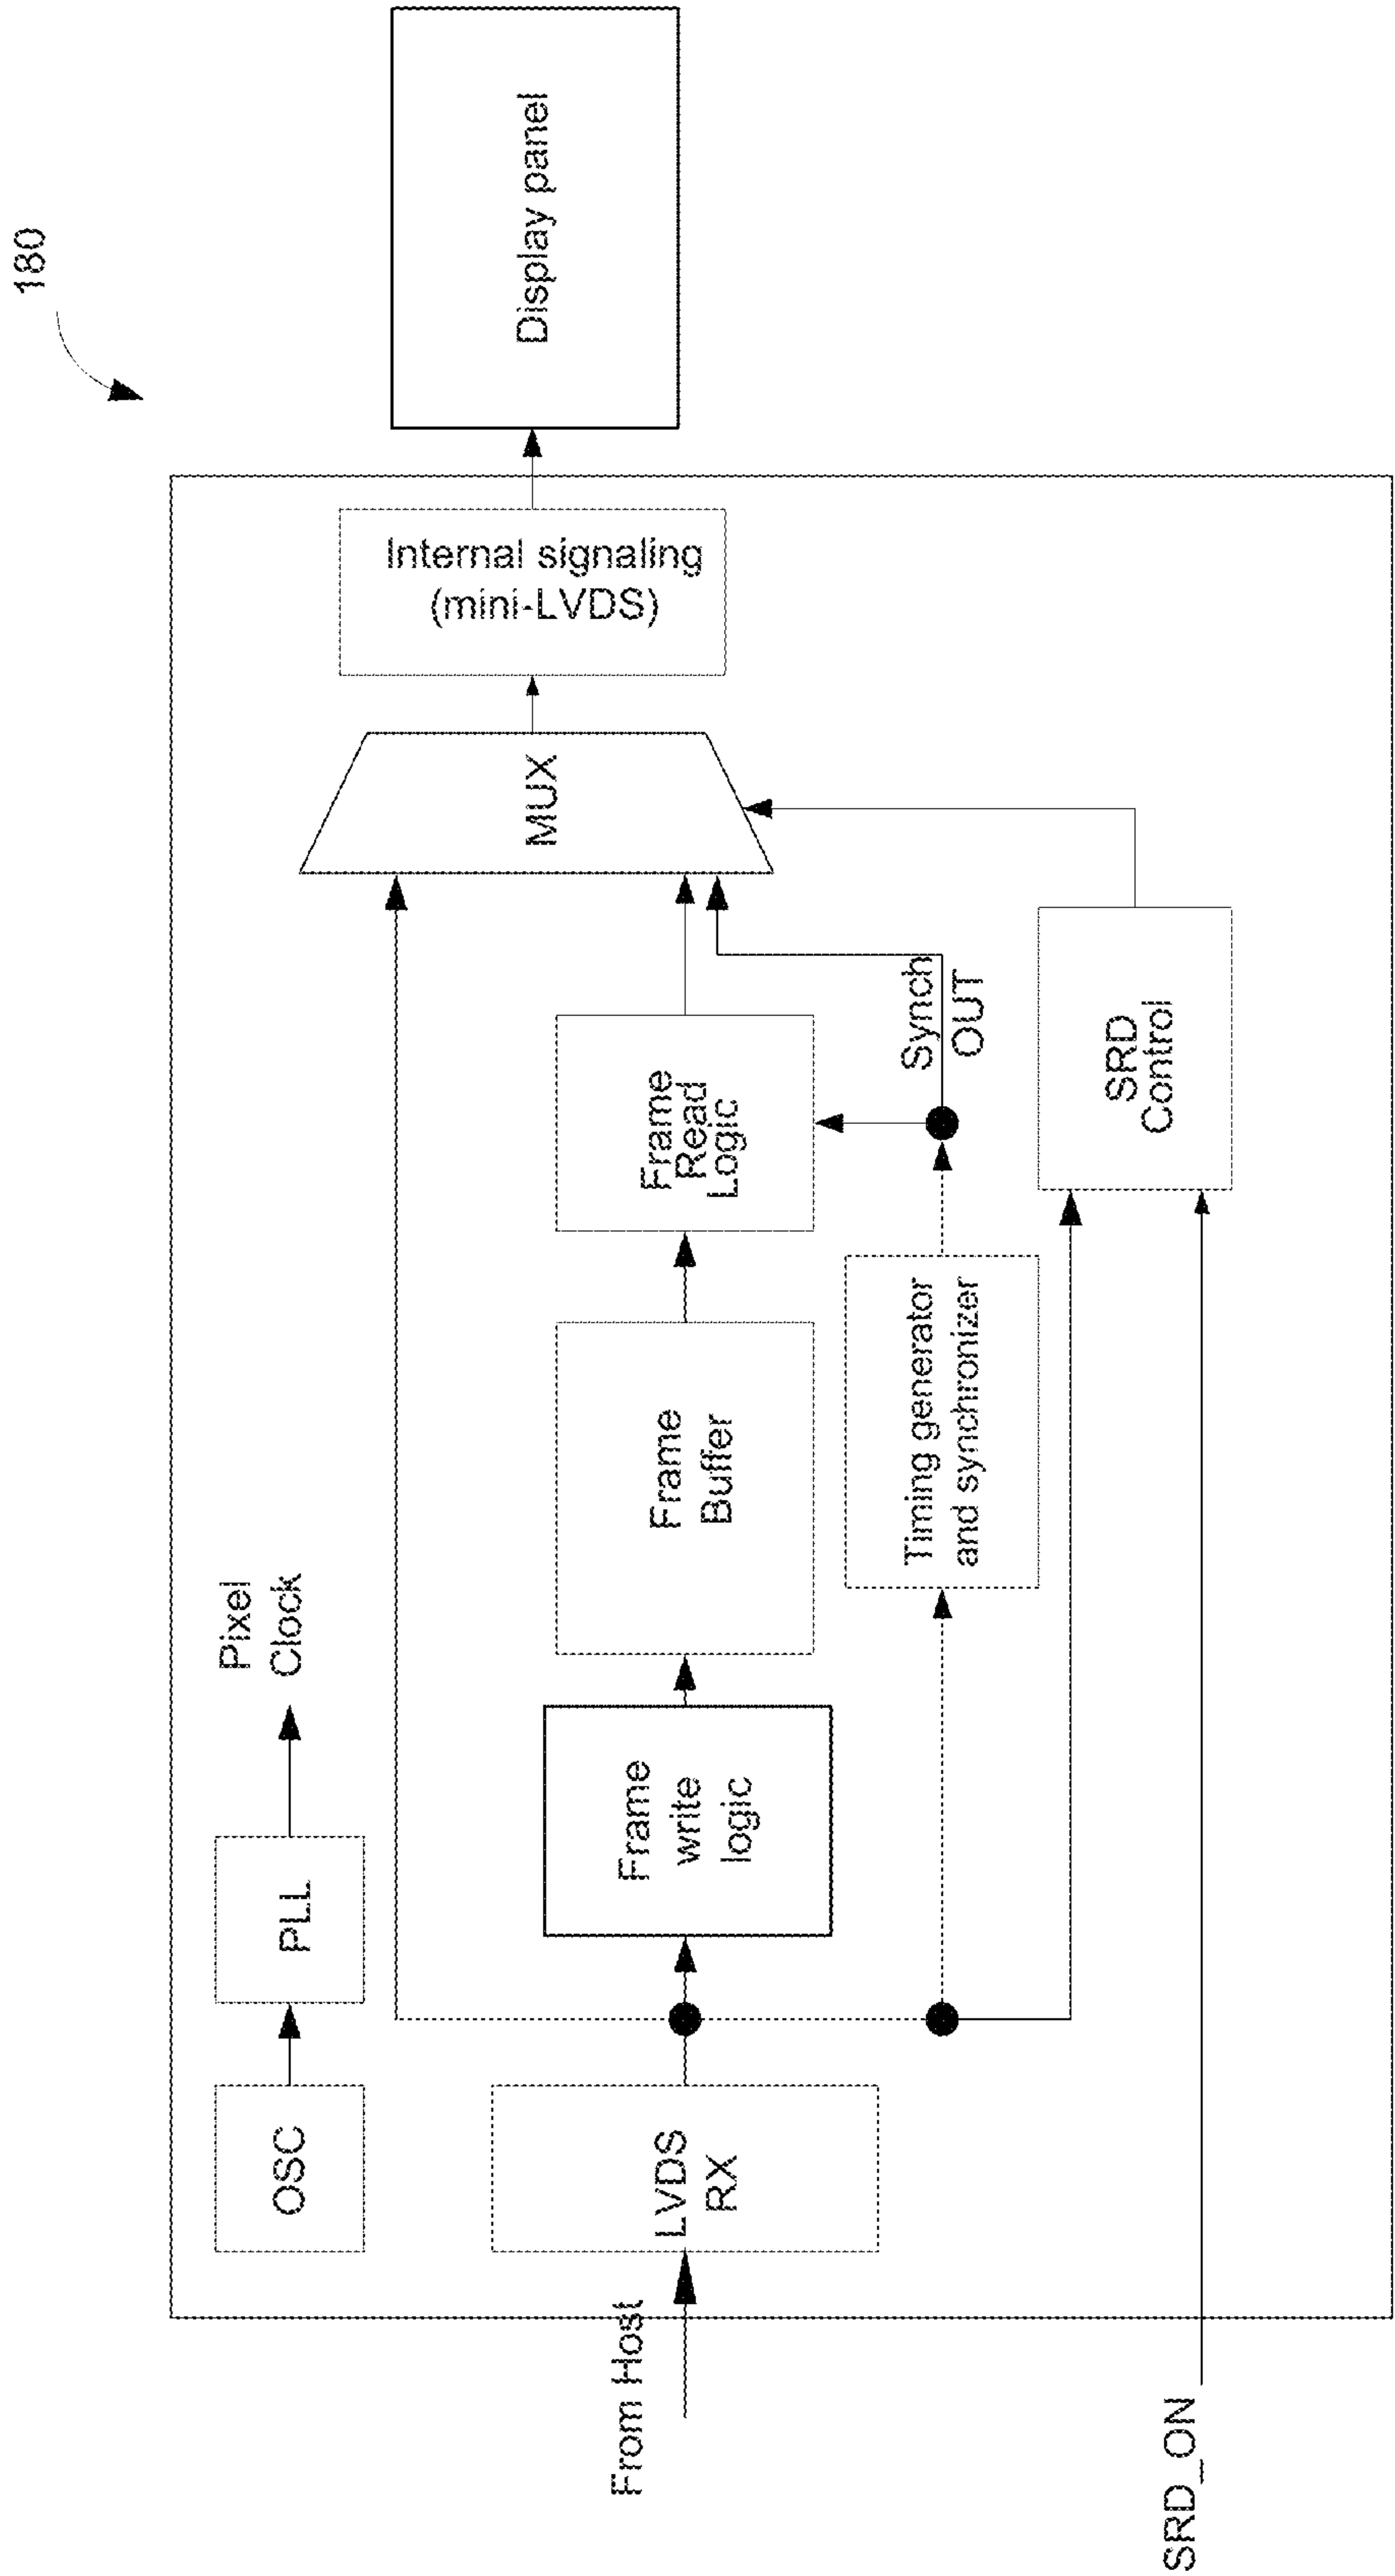 180
OSC
PLL
Pixel
Clock
From Host
LVDS
RX
Frame
write
logic
Frame
Buffer
Frame
Read
Logic
MUX
Internal signaling
(mini-LVDS)
Display panel
Timing generator
and synchronizer
Synch
OUT
SRD
Control
SRD_ON